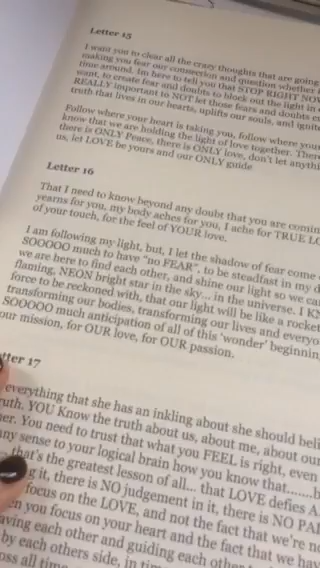 Letter 15
I want you to clear all the crazy thoughts that are going
making you fear our connection and question whether
time around. Im here to tell you that STOP RIGHT NOW
want, to create fear and doubts to block out the light in
REALLY important to NOT let those fears and doubts
truth that lives in our hearts, uplifts our souls, and
Follow where your heart is taking you, follow where your
know that we are holding the light of love together. There
there is ONLY Peace, there is ONLY love, don't let
us, let LOVE be yours and our ONLY guide
Letter 16
That I need to know beyond any doubt that you are
yearns for you, my body aches for you, I ache for TRUE
of your touch, for the feel of YOUR love.
I am following my light, but, I let the shadow of fear come
SOOOOO much to have "no FEAR", to be steadfast in my
we are here to find each other, and shine our light so we
flaming, NEON bright star in the sky... in the universe. I
force to be reckoned with, that our light will be like a rocket
transforming our bodies, transforming our lives and
SOOOOO much anticipation of all of this 'wonder'
our mission, for OUR love, for OUR passion.
tter 17
everything that she has an inkling about she should
ruth. YOU Know the truth about us, about me, about our
er. You need to trust that what you FEEL is right, even
any sense to your logical brain how you know that........
that's the greatest lesson of all... that LOVE defies
g it, there is NO judgement in it, there is NO
focus on the LOVE, and not the fact that we're
en you focus on your heart and the fact that we
aving each other and guiding each other
by each others side, in
oss all time